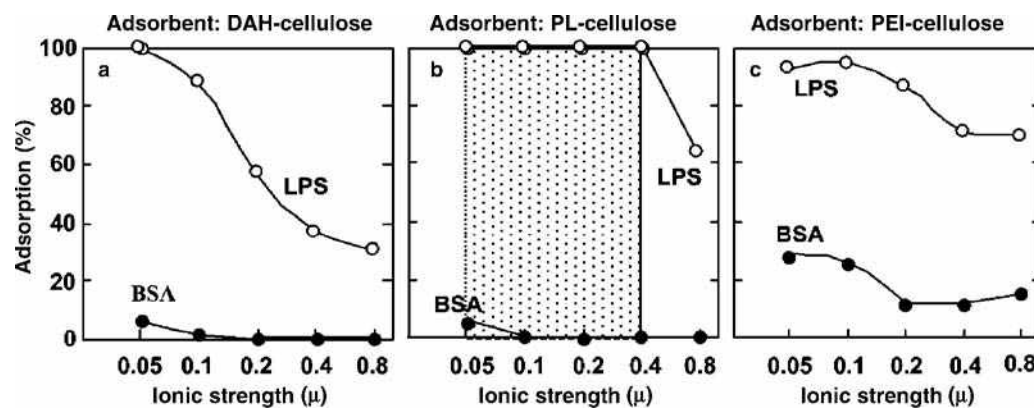 Adsorbent: DAH-cellulose
Adsorbent: PL-cellulose
Adsorbent: PEI-cellulose
Adsorption (%)
100
80
60
40
20
0
a
LPS
BSA
0.05 0.1 0.2 0.4 0.8
Ionic strength (μ)
b
LPS
BSA
0.05 0.1 0.2 0.4 0.8
Ionic strength (μ)
c
LPS
BSA
0.05 0.1 0.2 0.4 0.8
Ionic strength (μ)